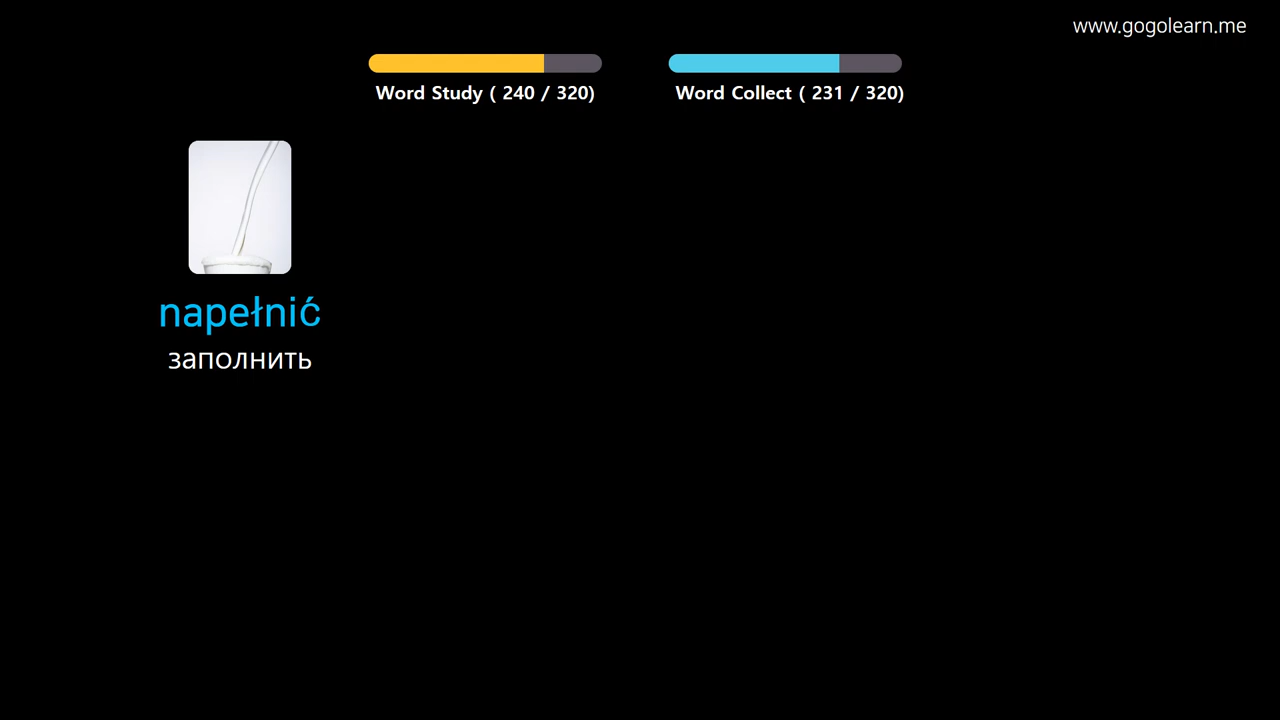 www.gogolearn.me
Word Study ( 240 / 320)
Word Collect ( 231 / 320)
napełnić
заполнить